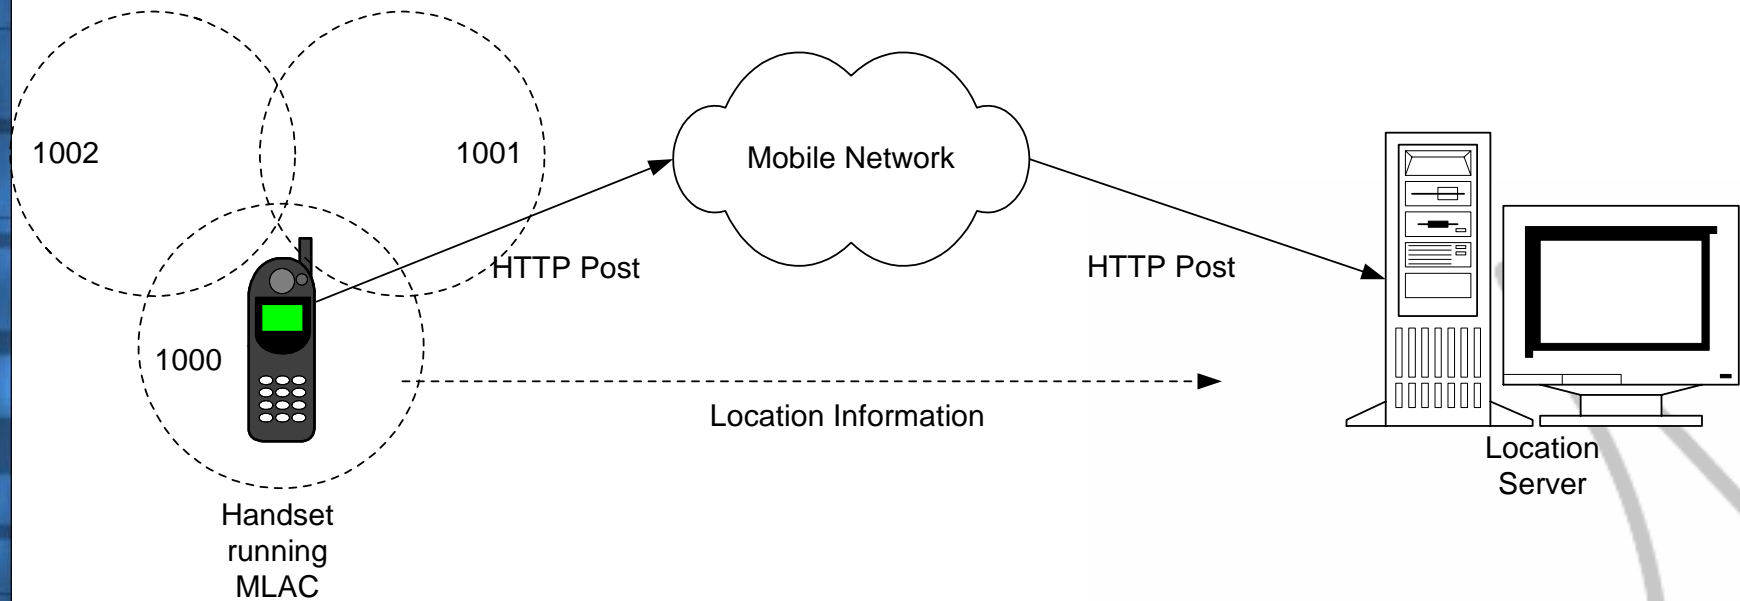 1002
1001
Mobile Network
HTTP Post
HTTP Post
1000
Location Information
Location
Server
Handset
running
MLAC